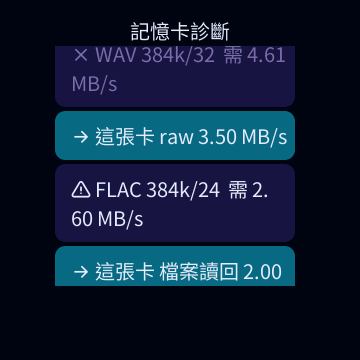 記憶卡診斷
× WAV 384k/32 需 4.61
MB/s
→ 這張卡 raw 3.50 MB/s
⚠ FLAC 384k/24 需 2.
60 MB/s
→ 這張卡 檔案讀回 2.00